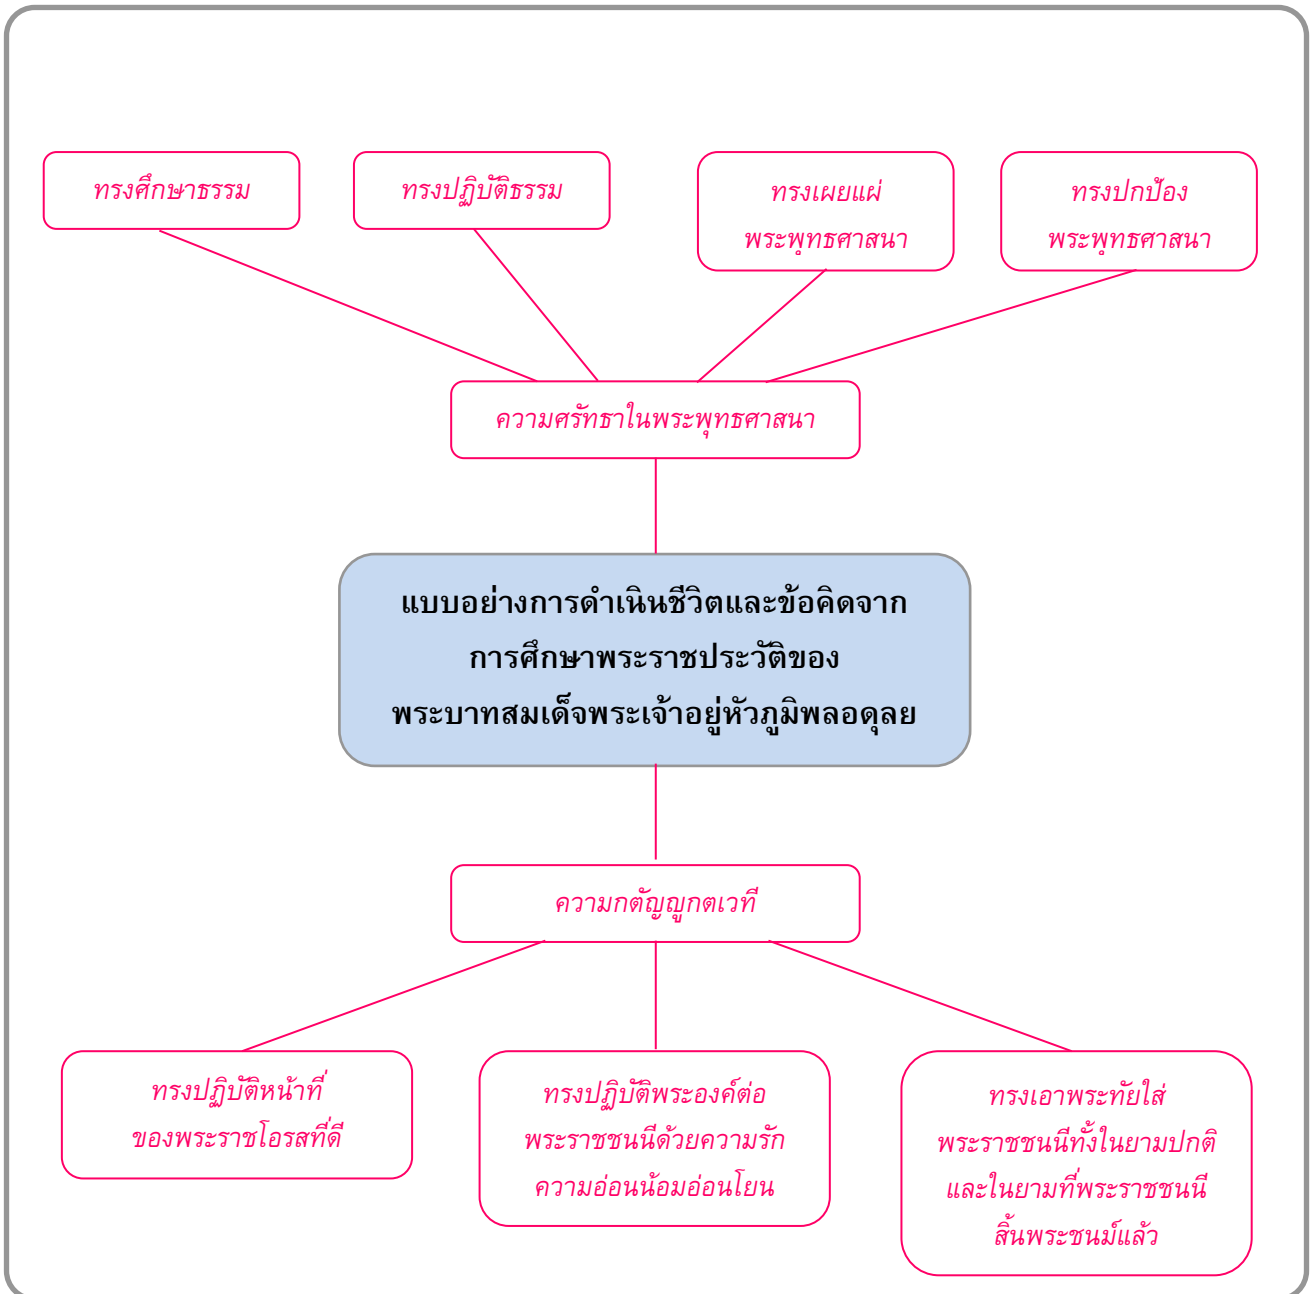 ทรงศึกษาธรรม
ทรงปฏิบัติธรรม
ทรงเผยแผ่
พระพุทธศาสนา
ทรงปกป้อง
พระพุทธศาสนา
ความศรัทธาในพระพุทธศาสนา
แบบอย่างการดำเนินชีวิตและข้อคิดจาก
การศึกษาพระราชประวัติของ
พระบาทสมเด็จพระเจ้าอยู่หัวภูมิพลอดุลย
ความกตัญญูกตเวที
ทรงปฏิบัติหน้าที่
ของพระราชโอรสที่ดี
ทรงปฏิบัติพระองค์ต่อ
พระราชชนนีด้วยความรัก
ความอ่อนน้อมอ่อนโยน
ทรงเอาพระทัยใส่
พระราชชนนีทั้งในยามปกติ
และในยามที่พระราชชนนี
สิ้นพระชนม์แล้ว